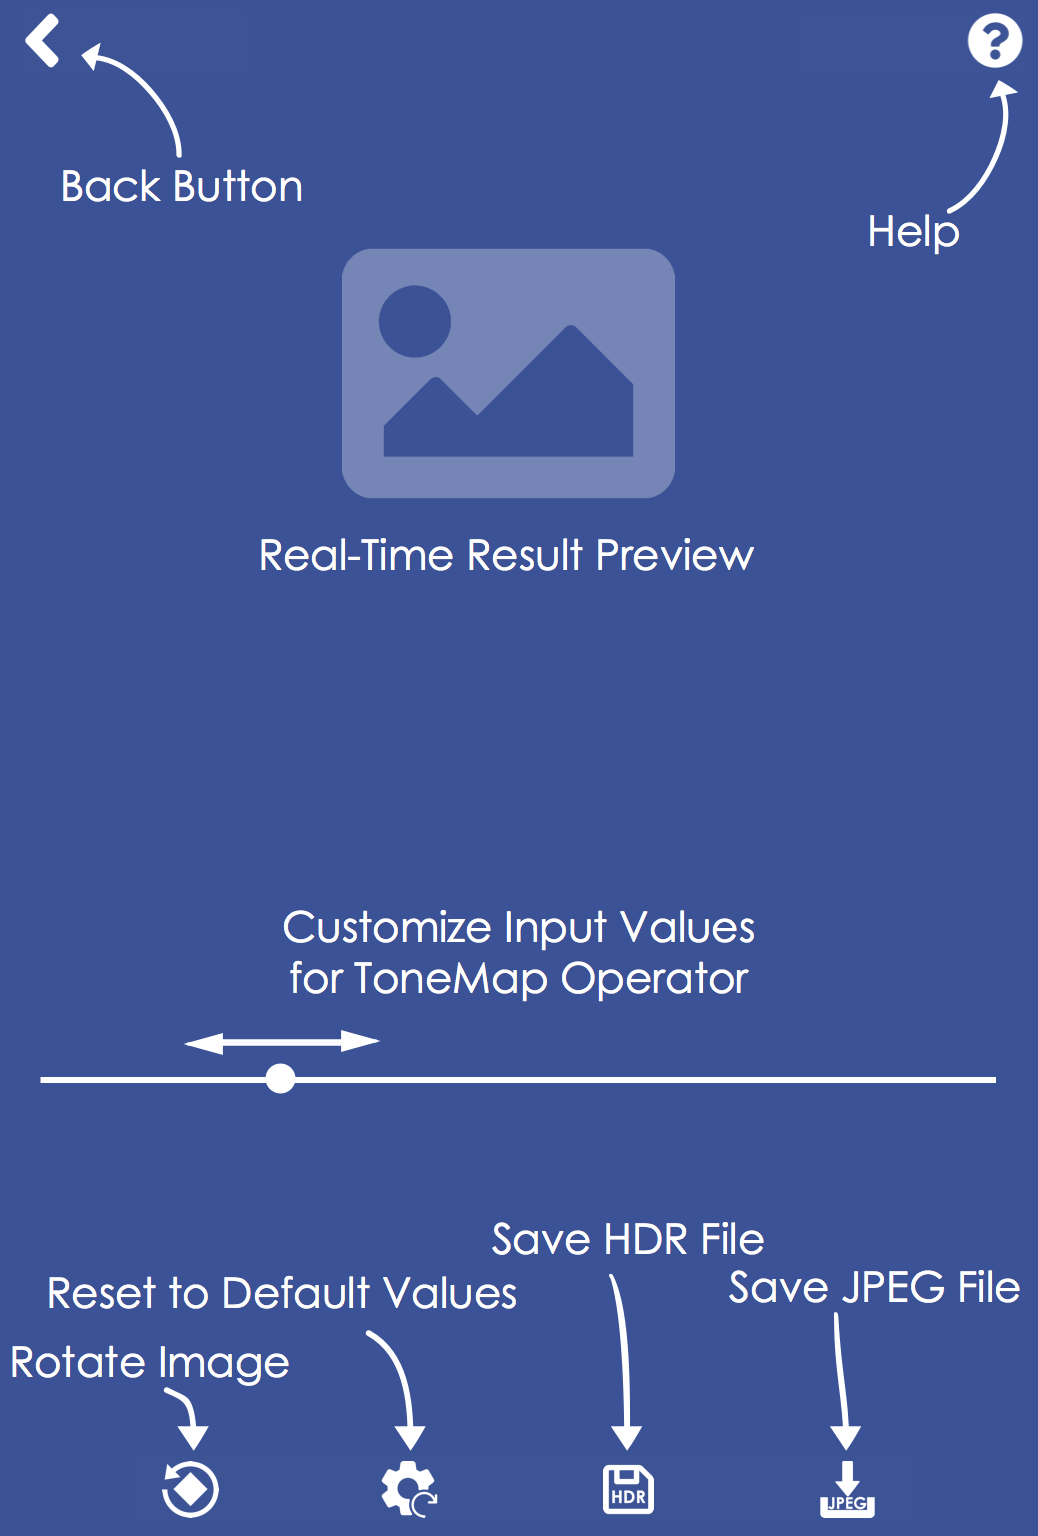 Back Button
Help
Real-Time Result Preview
Customize Input Values
for ToneMap Operator
Save HDR File
Save JPEG File
Reset to Default Values
Rotate Image
HDR
JPEG